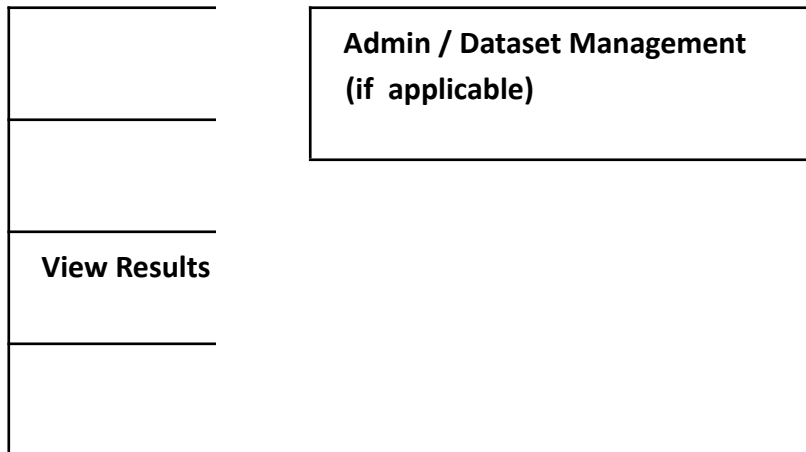 Admin / Dataset Management
(if applicable)
View Results